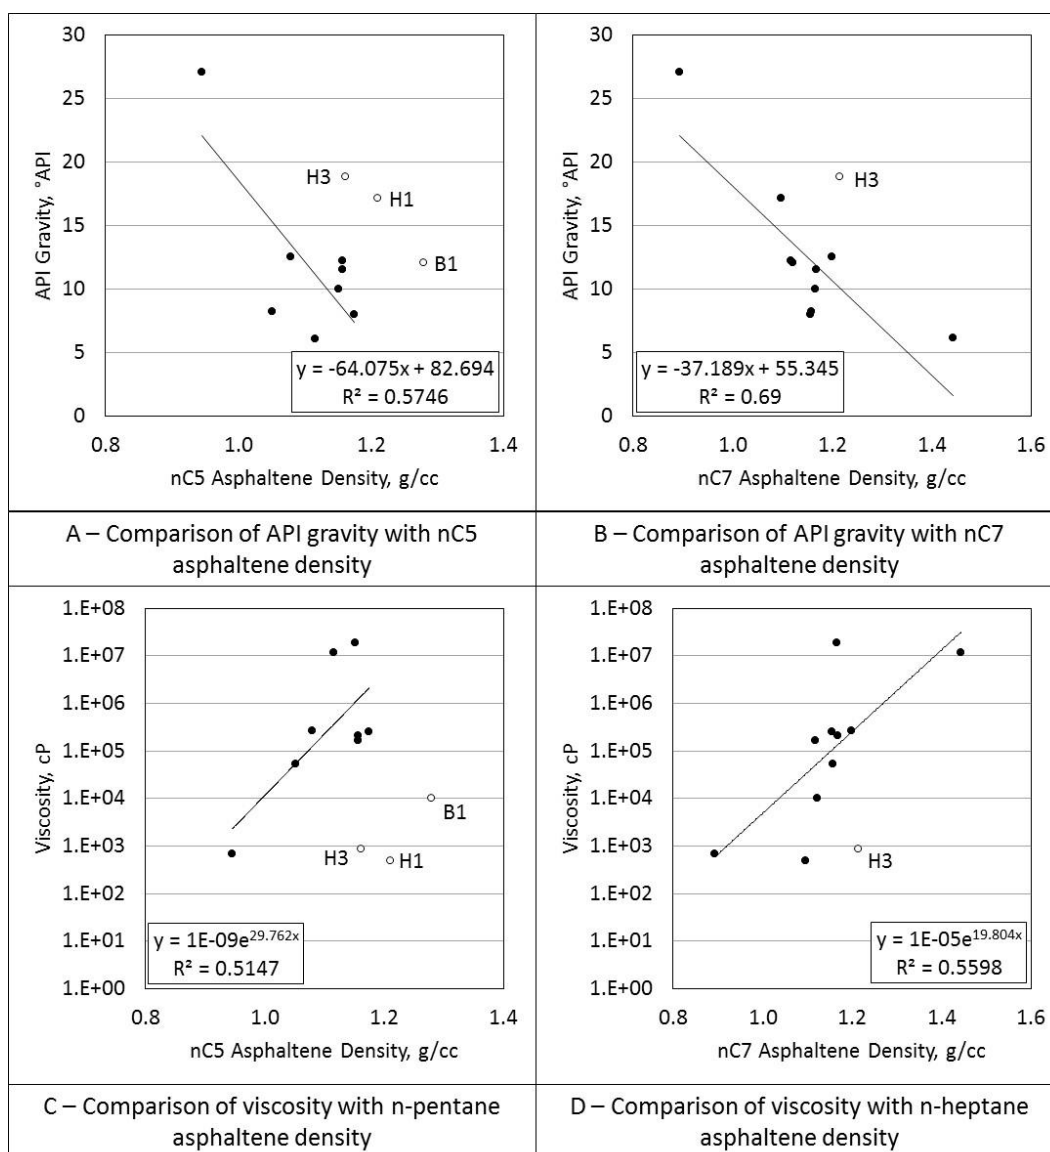 30
25
20
15
10
5
0
API Gravity, °API
H3
H1
B1
y = -64.075x + 82.694
R² = 0.5746
0.8 1.0 1.2 1.4
nC5 Asphaltene Density, g/cc
30
25
20
15
10
5
0
API Gravity, °API
H3
y = -37.189x + 55.345
R² = 0.69
0.8 1.0 1.2 1.4 1.6
nC7 Asphaltene Density, g/cc
A – Comparison of API gravity with nC5
asphaltene density
B – Comparison of API gravity with nC7
asphaltene density
1.E+08
1.E+07
1.E+06
1.E+05
1.E+04
1.E+03
1.E+02
1.E+01
1.E+00
Viscosity, cP
B1
H3
H1
y = 1E-09e^29.762x
R² = 0.5147
0.8 1.0 1.2 1.4
nC5 Asphaltene Density, g/cc
1.E+08
1.E+07
1.E+06
1.E+05
1.E+04
1.E+03
1.E+02
1.E+01
1.E+00
Viscosity, cP
H3
y = 1E-05e^19.804x
R² = 0.5598
0.8 1.0 1.2 1.4 1.6
nC7 Asphaltene Density, g/cc
C – Comparison of viscosity with n-pentane
asphaltene density
D – Comparison of viscosity with n-heptane
asphaltene density